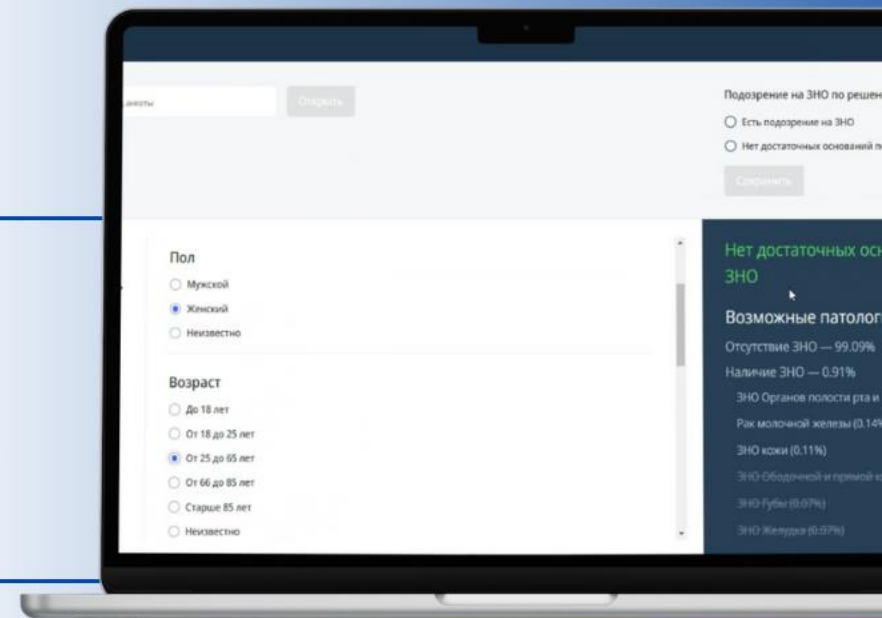 анкеты
Открыть
Подозрение на ЗНО по решен
Есть подозрение на ЗНО
Нет достаточных оснований п
Сохранить
Пол
Мужской
Женский
Неизвестно
Возраст
До 18 лет
От 18 до 25 лет
От 25 до 65 лет
От 66 до 85 лет
Старше 85 лет
Неизвестно
Нет достаточных осн
ЗНО
Возможные патолог
Отсутствие ЗНО — 99.09%
Наличие ЗНО — 0.91%
ЗНО Органов полости рта и
Рак молочной железы (0.14%
ЗНО кожи (0.11%)
ЗНО Ободочной и прямой к
ЗНО Губы (0.07%)
ЗНО Желудка (0.07%)